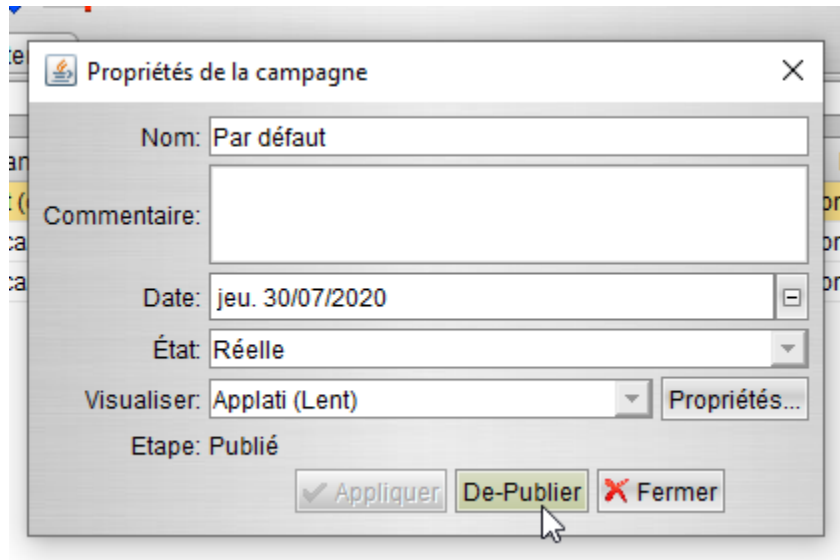 Propriétés de la campagne
Nom: Par défaut
Commentaire:
Date: jeu. 30/07/2020
État: Réelle
Visualiser: Applati (Lent) Propriétés...
Etape: Publié
Appliquer De-Publier Fermer